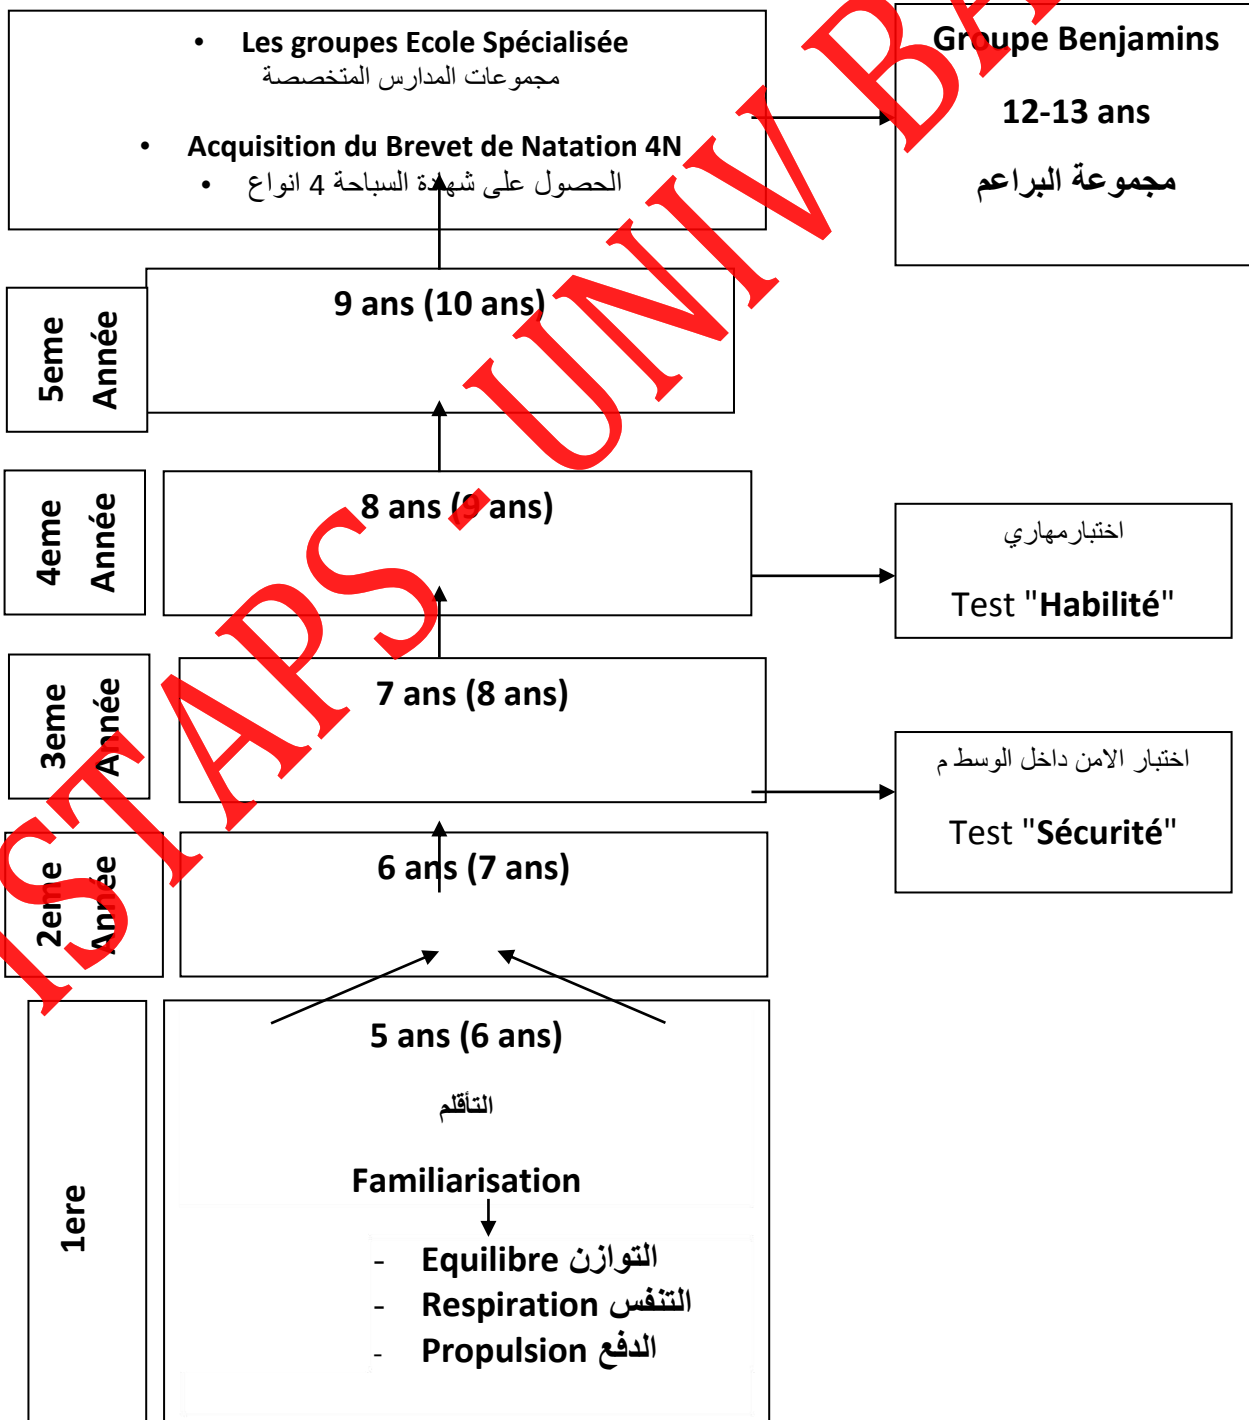 • Les groupes Ecole Spécialisée
مجموعات المدارس المتخصصة
• Acquisition du Brevet de Natation 4N
• الحصول على شهدة السباحة 4 انواع
Groupe Benjamins
12-13 ans
مجموعة البراعم
5eme
Année
9 ans (10 ans)
4eme
Année
8 ans (9 ans)
اختبارمهاري
Test "Habilité"
3eme
Année
7 ans (8 ans)
اختبار الامن داخل الوسط م
Test "Sécurité"
2eme
Année
6 ans (7 ans)
1ere
5 ans (6 ans)
التأقلم
Familiarisation
- Equilibre التوازن
- Respiration التنفس
- Propulsion الدفع
ISTAPS - UNIV BA